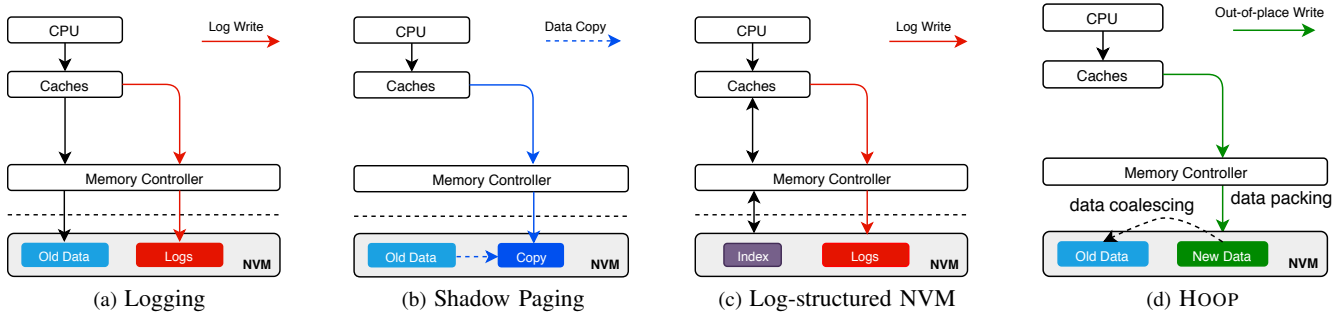 CPU
Log Write
Caches
Memory Controller
Old Data
Logs
NVM
(a) Logging
CPU
Data Copy
Caches
Memory Controller
Old Data
Copy
NVM
(b) Shadow Paging
CPU
Log Write
Caches
Memory Controller
Index
Logs
NVM
(c) Log-structured NVM
CPU
Out-of-place Write
Caches
Memory Controller
data coalescing
data packing
Old Data
New Data
NVM
(d) HOOP